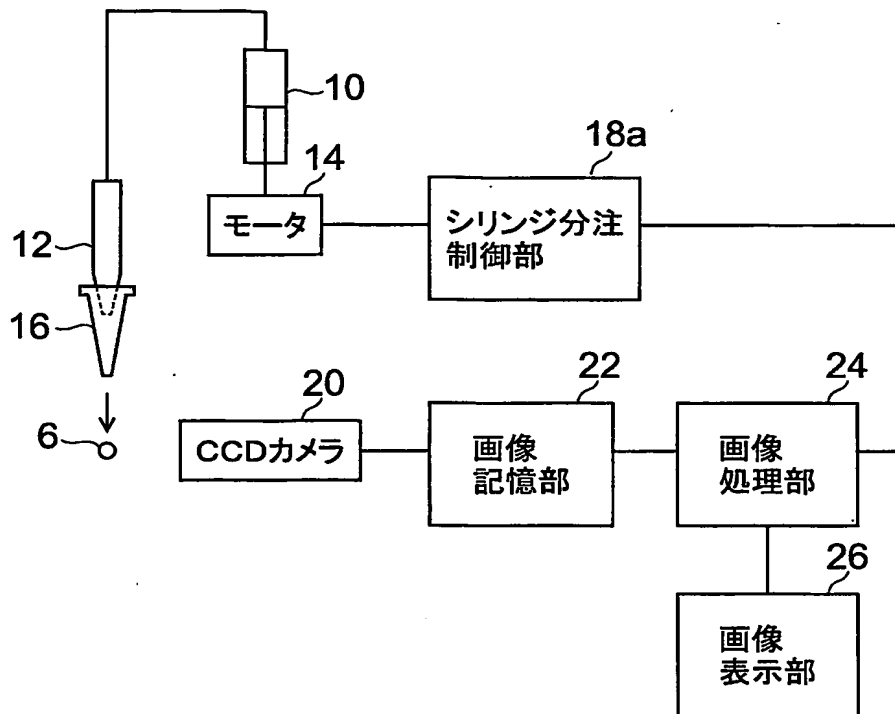 10
18a
14
モータ
シリンジ分注
制御部
12
16
20
22
24
6
CCDカメラ
画像
記憶部
画像
処理部
26
画像
表示部